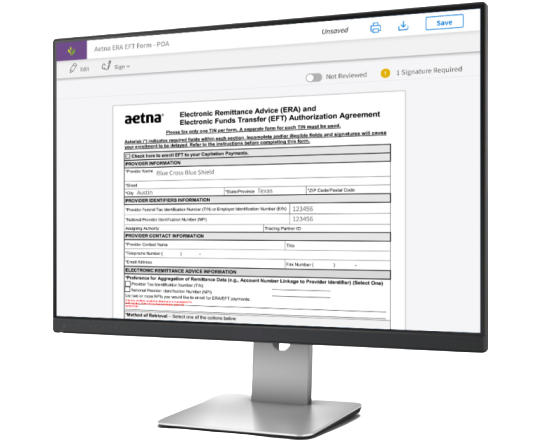 Aetna ERA EFT Form - PDA
Unsaved
Save
Edit
Sign
Not Reviewed
1 Signature Required
aetna
Electronic Remittance Advice (ERA) and
Electronic Funds Transfer (EFT) Authorization Agreement
Please list only one TIN per form. A separate form for each TIN must be used.
Asterisk (*) indicates required fields within each section. Incomplete and/or illegible fields and signatures will cause
your enrollment to be delayed. Refer to the instructions before completing this form.
Check here to enroll EFT to your Capitation Payments.
PROVIDER INFORMATION
*Provider Name Blue Cross Blue Shield
*Street
*City Austin *State/Province Texas *ZIP Code/Postal Code
PROVIDER IDENTIFIERS INFORMATION
*Provider Federal Tax Identification Number (TIN) or Employer Identification Number (EIN) 123456
*National Provider Identification Number (NPI) 123456
Assigning Authority Trading Partner ID
PROVIDER CONTACT INFORMATION
*Provider Contact Name Title
*Telephone Number ( ) -
*Email Address Fax Number ( ) -
ELECTRONIC REMITTANCE ADVICE INFORMATION
*Preference for Aggregation of Remittance Data (e.g., Account Number Linkage to Provider Identifier) (Select One)
Provider Tax Identification Number (TIN)
National Provider Identification Number (NPI)
*Method of Retrieval - Select one of the options below